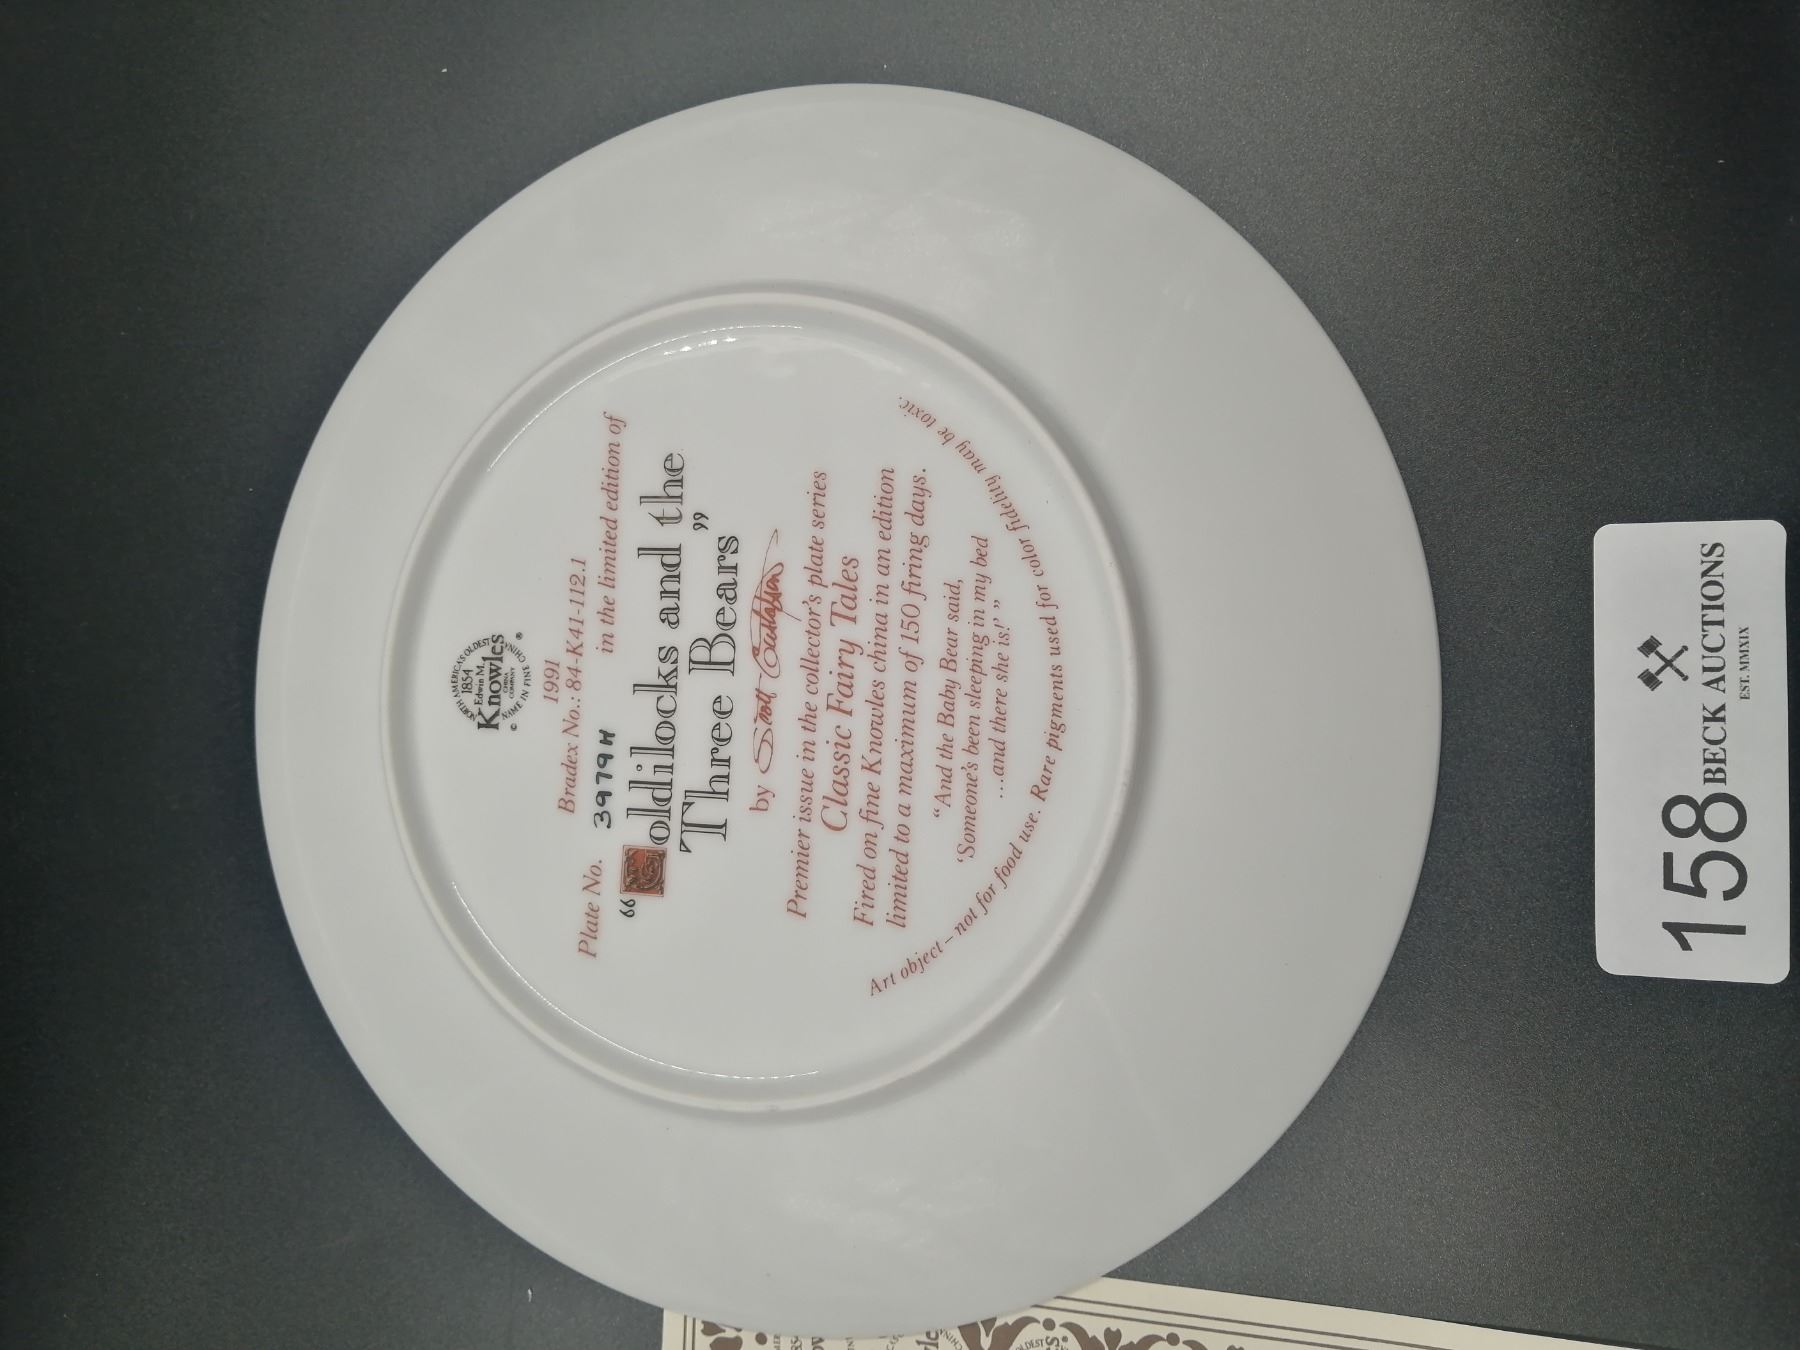 NORTH AMERICA'S OLDEST
1854
Edwin M.
Knowles
CHINA
COMPANY
NAME IN FINE CHINA
© ®
1991
Bradex No.: 84-K41-112.1
Plate No. 3979H in the limited edition of
“Goldilocks and the
Three Bears”
by Scott Gustafson
Premier issue in the collector's plate series
Classic Fairy Tales
Fired on fine Knowles china in an edition
limited to a maximum of 150 firing days.
“And the Baby Bear said,
‘Someone's been sleeping in my bed
...and there she is!’ ”
Art object – not for food use. Rare pigments used for color fidelity may be toxic.
158
BECK AUCTIONS
EST. MMXIX